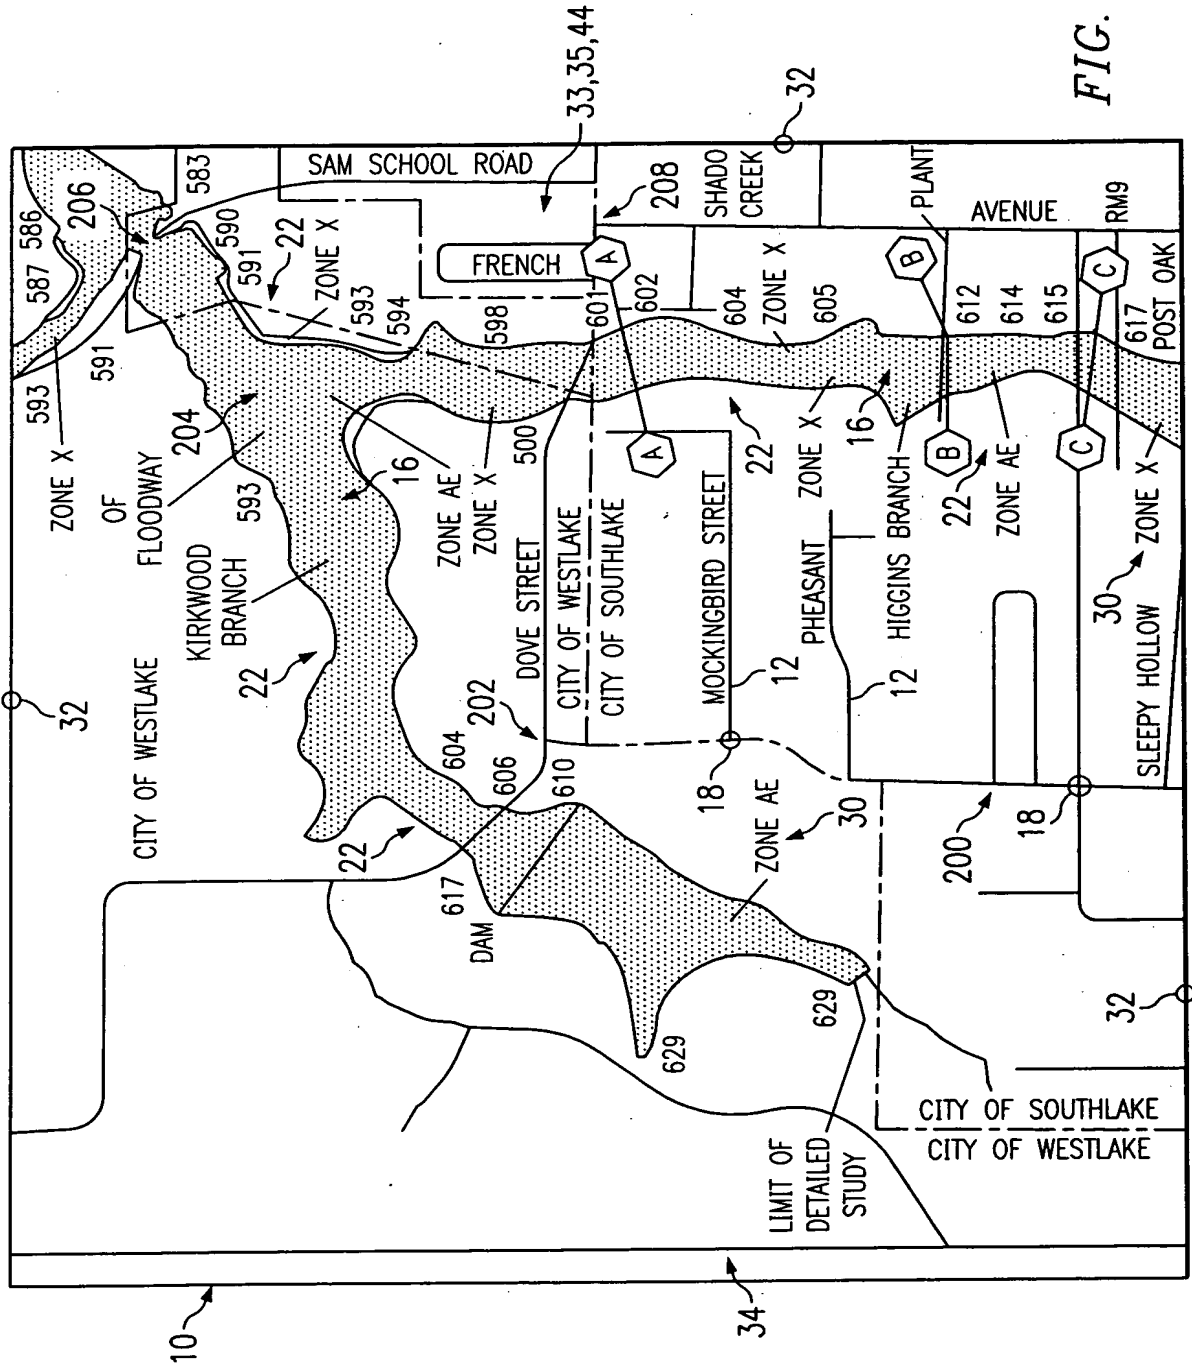 10
34
CITY OF WESTLAKE
32
ZONE X
593
591
587
586
206
583
590
591
22
ZONE X
593
594
204
OF
FLOODWAY
593
KIRKWOOD
BRANCH
22
16
ZONE AE
ZONE X
598
SAM SCHOOL ROAD
33,35,44
FRENCH
A
601
602
500
DOVE STREET
CITY OF WESTLAKE
CITY OF SOUTHLAKE
202
604
606
610
22
617
DAM
629
629
ZONE AE
30
LIMIT OF
DETAILED
STUDY
CITY OF SOUTHLAKE
CITY OF WESTLAKE
32
A
MOCKINGBIRD STREET
12
18
PHEASANT
12
22
208
SHADO
CREEK
32
604
ZONE X
605
ZONE X
16
HIGGINS BRANCH
B
PLANT
B
22
ZONE AE
612
614
615
AVENUE
RM9
C
C
617
POST OAK
30
ZONE X
SLEEPY HOLLOW
200
18
FIG.